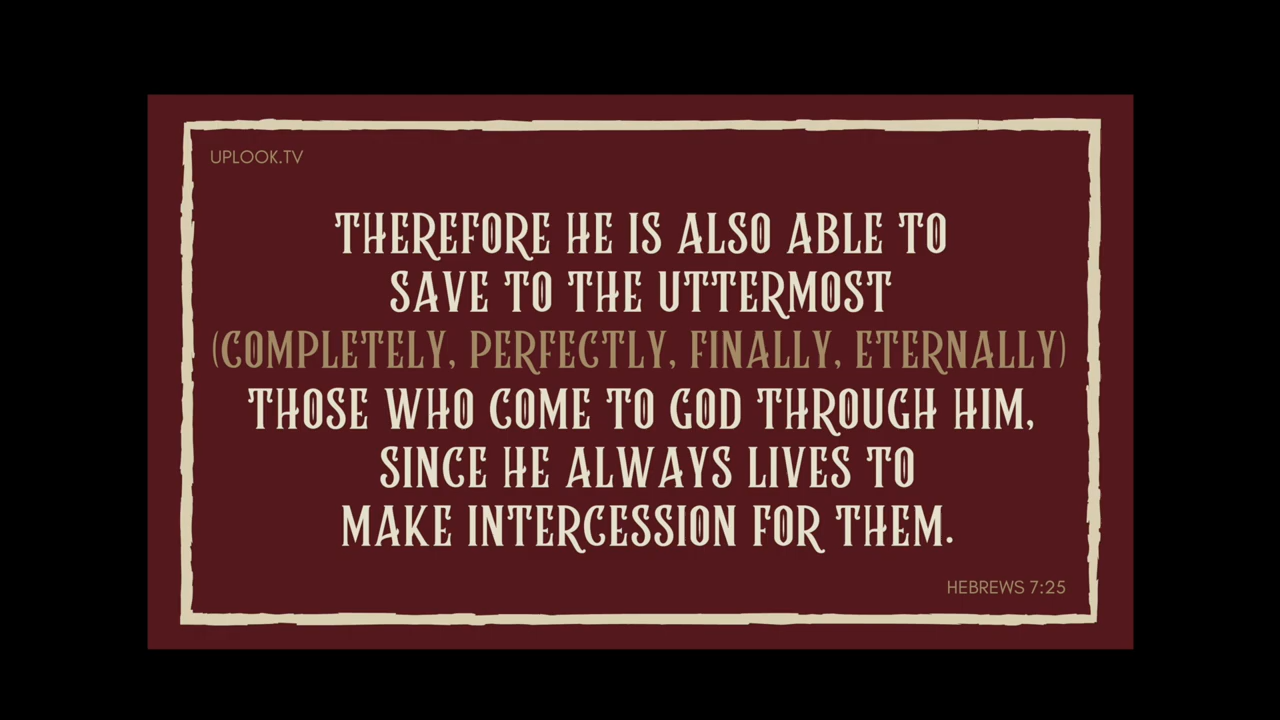 UPLOOK.TV
THEREFORE HE IS ALSO ABLE TO
SAVE TO THE UTTERMOST
(COMPLETELY, PERFECTLY, FINALLY, ETERNALLY)
THOSE WHO COME TO GOD THROUGH HIM,
SINCE HE ALWAYS LIVES TO
MAKE INTERCESSION FOR THEM.
HEBREWS 7:25